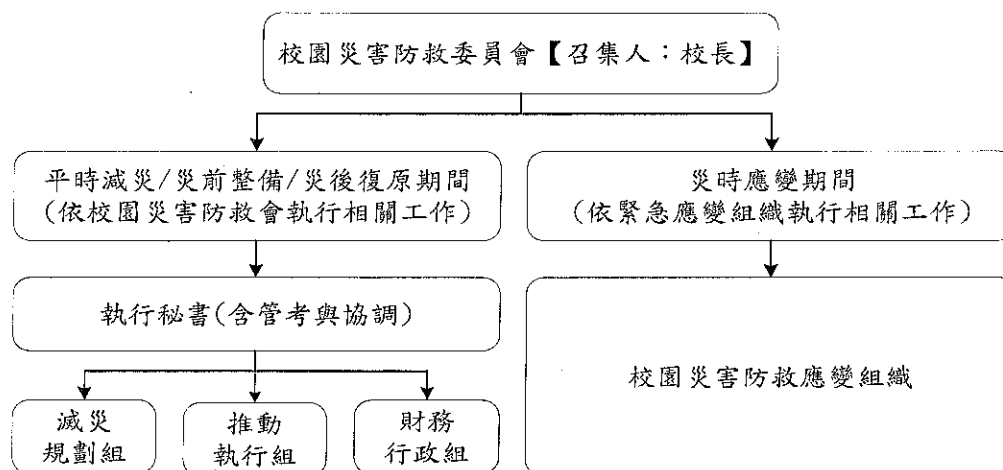 校園災害防救委員會【召集人：校長】
平時減災/災前整備/災後復原期間
(依校園災害防救會執行相關工作)
災時應變期間
(依緊急應變組織執行相關工作)
執行秘書(含管考與協調)
校園災害防救應變組織
減災
規劃組
推動
執行組
財務
行政組